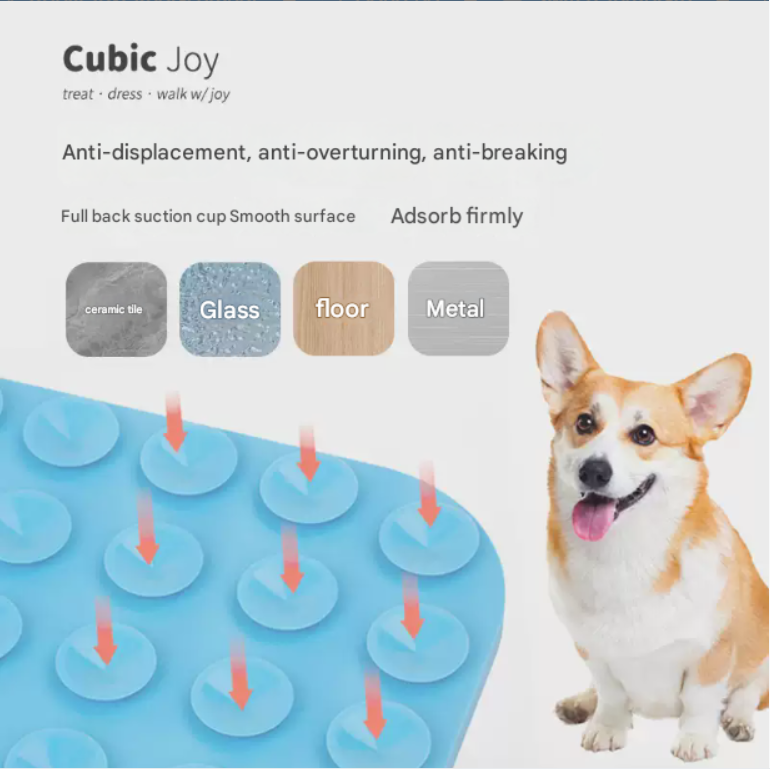 Cubic Joy
treat · dress · walk w/ joy
Anti-displacement, anti-overturning, anti-breaking
Full back suction cup Smooth surface Adsorb firmly
ceramic tile Glass floor Metal